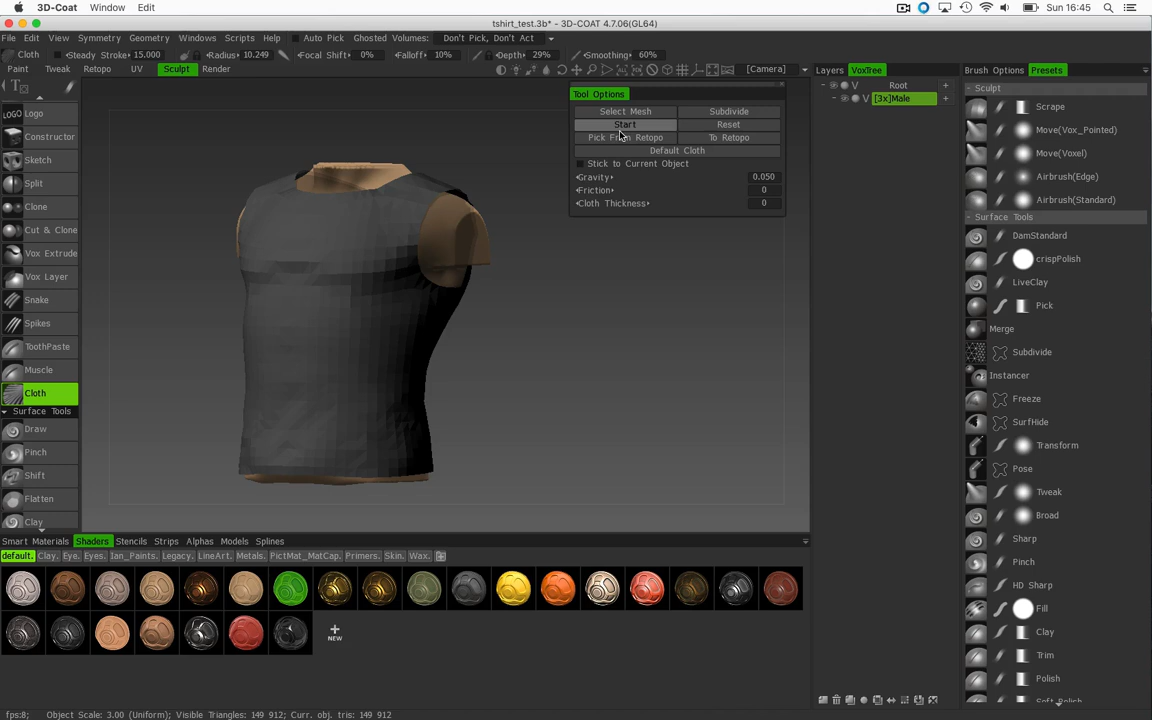 3D-Coat Window Edit Sun 16:45
tshirt_test.3b* - 3D-COAT 4.7.06(GL64)
File Edit View Symmetry Geometry Windows Scripts Help Auto Pick Ghosted Volumes: Don't Pick, Don't Act
Cloth Steady Stroke 15.000 Radius 10.249 Focal Shift 0% Falloff 10% Depth 29% Smoothing 60%
Paint Tweak Retopo UV Sculpt Render [Camera]
Layers VoxTree
V Root +
V [3x]Male +
Brush Options Presets
Sculpt
Scrape
Move(Vox_Pointed)
Move(Voxel)
Airbrush(Edge)
Airbrush(Standard)
Surface Tools
DamStandard
crispPolish
LiveClay
Pick
Merge
Subdivide
Instancer
Freeze
SurfHide
Transform
Pose
Tweak
Broad
Sharp
Pinch
HD Sharp
Fill
Clay
Trim
Polish
Soft Polish
Tool Options
Select Mesh Subdivide
Start Reset
Pick From Retopo To Retopo
Default Cloth
Stick to Current Object
Gravity 0.050
Friction 0
Cloth Thickness 0
LOGO Logo
Constructor
Sketch
Split
Clone
Cut & Clone
Vox Extrude
Vox Layer
Snake
Spikes
ToothPaste
Muscle
Cloth
Surface Tools
Draw
Pinch
Shift
Flatten
Clay
Smart Materials Shaders Stencils Strips Alphas Models Splines
default. Clay. Eye. Eyes. Ian_Paints. Legacy. LineArt. Metals. PictMat_MatCap. Primers. Skin. Wax.
NEW
fps:8; Object Scale: 3.00 (Uniform); Visible Triangles: 149 912; Curr. obj. tris: 149 912